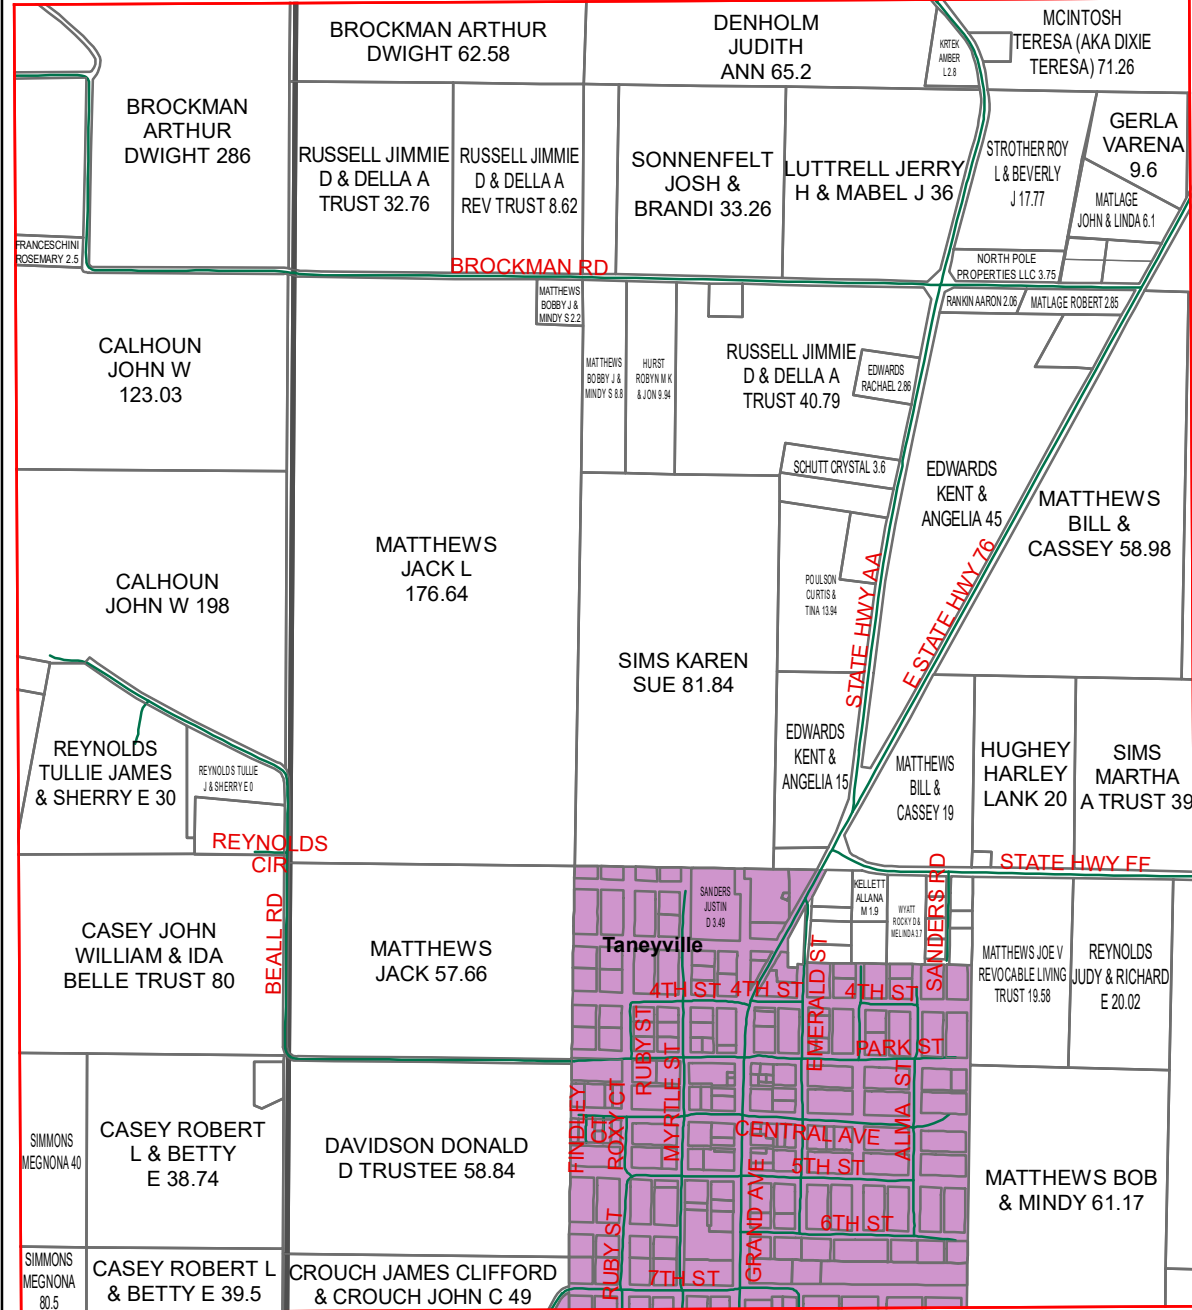 BROCKMAN ARTHUR
DWIGHT 62.58
DENHOLM
JUDITH
ANN 65.2
KRTEK
AMBER
L 2.8
MCINTOSH
TERESA (AKA DIXIE
TERESA) 71.26
BROCKMAN
ARTHUR
DWIGHT 286
RUSSELL JIMMIE
D & DELLA A
TRUST 32.76
RUSSELL JIMMIE
D & DELLA A
REV TRUST 8.62
SONNENFELT
JOSH &
BRANDI 33.26
LUTTRELL JERRY
H & MABEL J 36
STROTHER ROY
L & BEVERLY
J 17.77
GERLA
VARENA
9.6
MATLAGE
JOHN & LINDA 6.1
FRANCESCHINI
ROSEMARY 2.5
BROCKMAN RD
NORTH POLE
PROPERTIES LLC 3.75
MATTHEWS
BOBBY J &
MINDY S 2.2
RANKIN AARON 2.06
MATLAGE ROBERT 2.85
CALHOUN
JOHN W
123.03
MATTHEWS
BOBBY J &
MINDY S 8.8
HURST
ROBYN M K
& JON 9.94
RUSSELL JIMMIE
D & DELLA A
TRUST 40.79
EDWARDS
RACHAEL 2.86
SCHUTT CRYSTAL 3.6
EDWARDS
KENT &
ANGELIA 45
MATTHEWS
BILL &
CASSEY 58.98
MATTHEWS
JACK L
176.64
CALHOUN
JOHN W 198
POULSON
CURTIS &
TINA 13.94
STATE HWY AA
E STATE HWY 76
SIMS KAREN
SUE 81.84
REYNOLDS
TULLIE JAMES
& SHERRY E 30
REYNOLDS TULLIE
J & SHERRY E 0
EDWARDS
KENT &
ANGELIA 15
MATTHEWS
BILL &
CASSEY 19
HUGHEY
HARLEY
LANK 20
SIMS
MARTHA
A TRUST 39
REYNOLDS
CIR
STATE HWY FF
BEALL RD
CASEY JOHN
WILLIAM & IDA
BELLE TRUST 80
MATTHEWS
JACK 57.66
SANDERS
JUSTIN
D 3.49
Taneyville
KELLETT
ALLANA
M 1.9
WYATT
ROCKY D &
MELINDA 3.7
SANDERS RD
MATTHEWS JOE V
REVOCABLE LIVING
TRUST 19.58
REYNOLDS
JUDY & RICHARD
E 20.02
4TH ST
4TH ST
4TH ST
EMERALD ST
RUBY ST
MYRTLE ST
PARK ST
ALMA ST
SIMMONS
MEGNONA 40
CASEY ROBERT
L & BETTY
E 38.74
DAVIDSON DONALD
D TRUSTEE 58.84
FINDLEY
CT
ROXY CT
CENTRAL AVE
5TH ST
MATTHEWS BOB
& MINDY 61.17
GRAND AVE
6TH ST
RUBY ST
7TH ST
SIMMONS
MEGNONA
80.5
CASEY ROBERT L
& BETTY E 39.5
CROUCH JAMES CLIFFORD
& CROUCH JOHN C 49